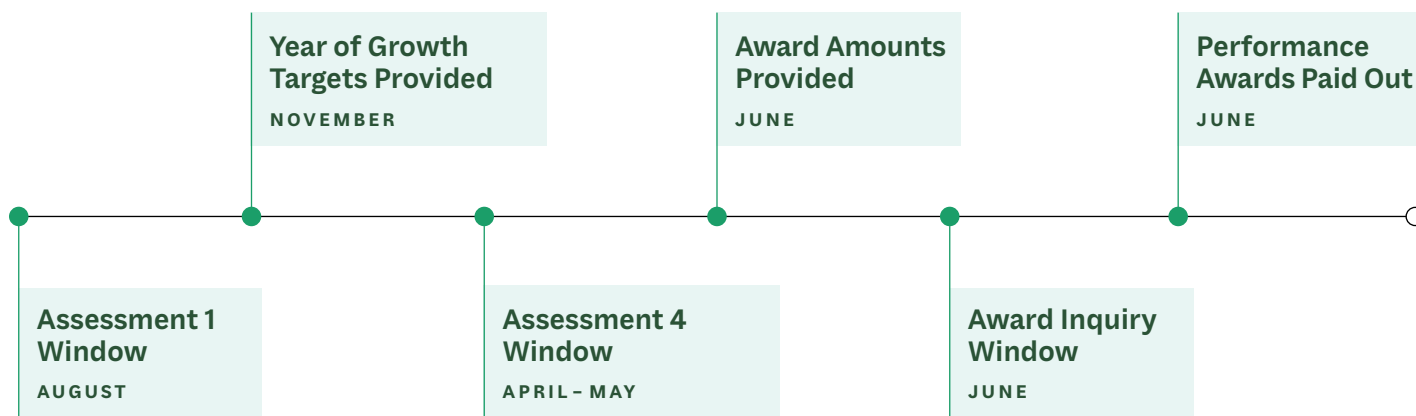 Year of Growth
Targets Provided
NOVEMBER
Award Amounts
Provided
JUNE
Performance
Awards Paid Out
JUNE
Assessment 1
Window
AUGUST
Assessment 4
Window
APRIL – MAY
Award Inquiry
Window
JUNE